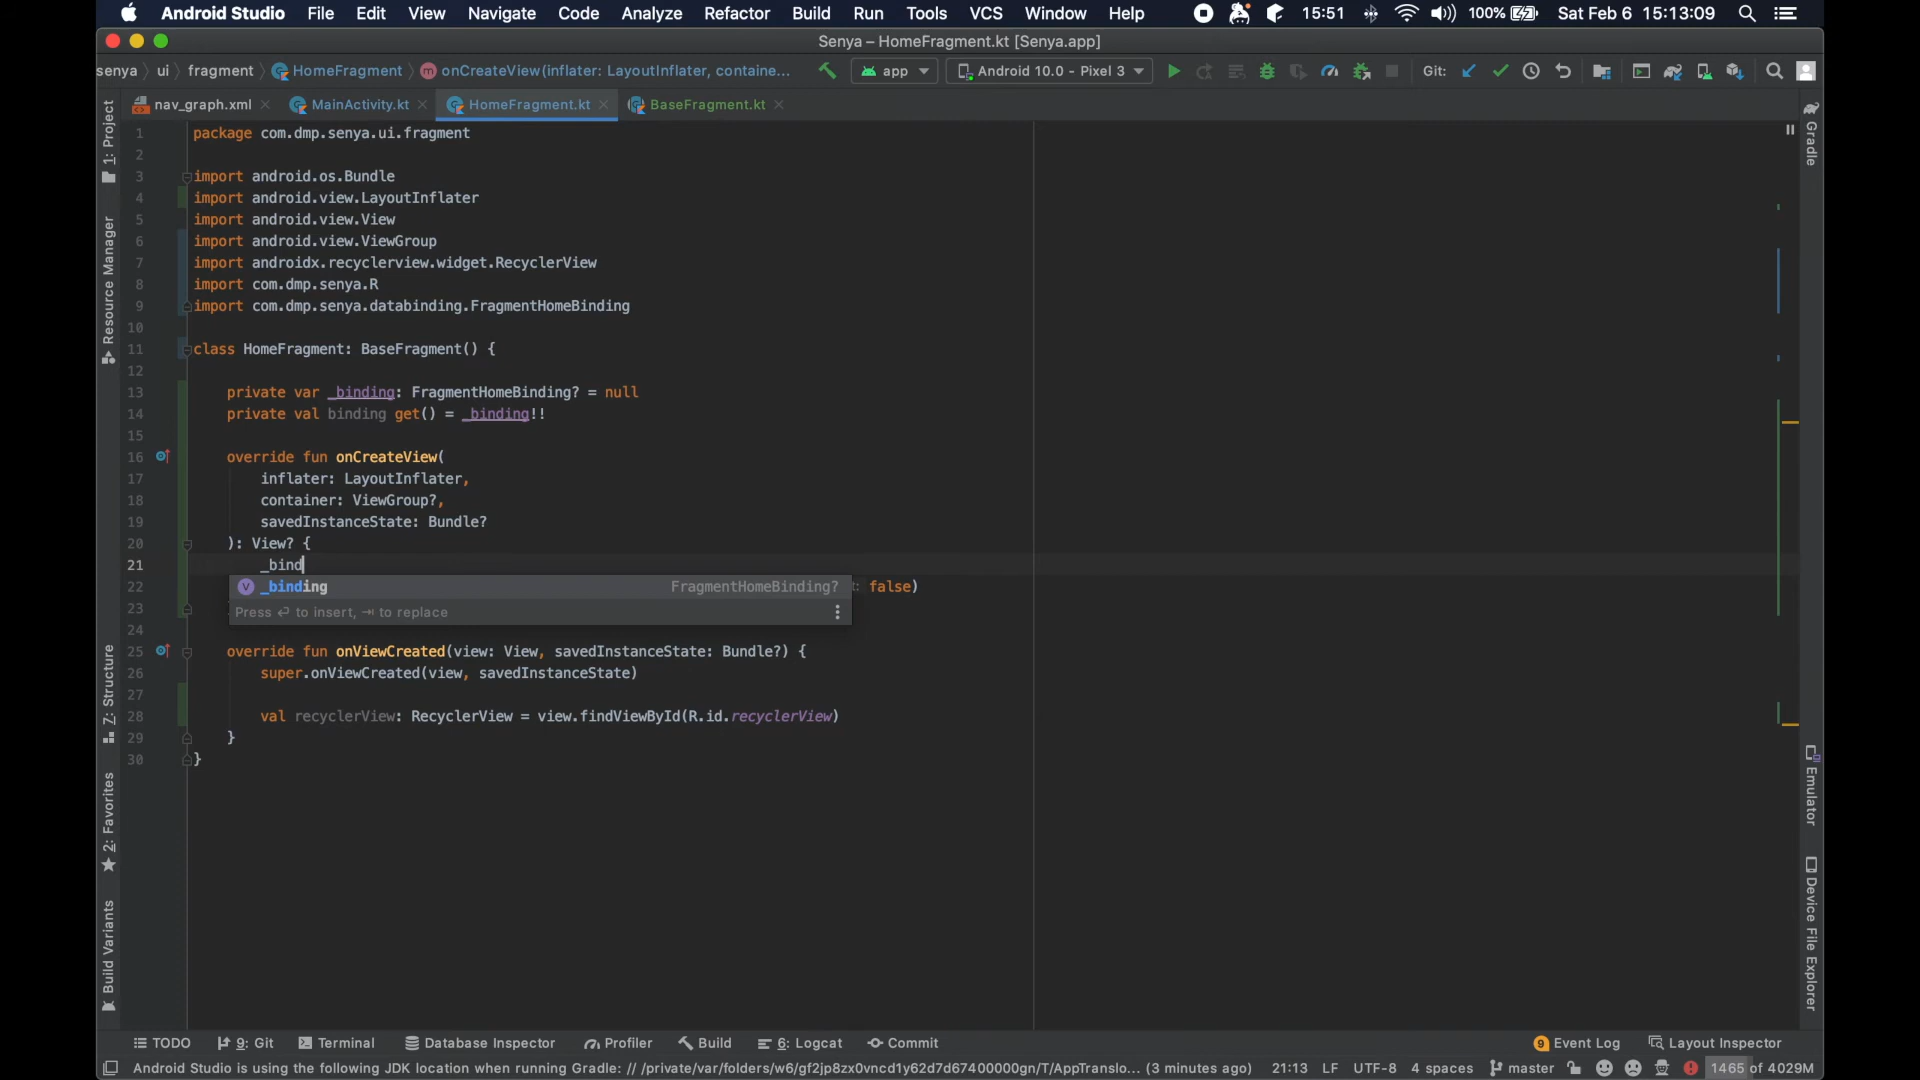 Android Studio File Edit View Navigate Code Analyze Refactor Build Run Tools VCS Window Help 15:51 100% Sat Feb 6 15:13:09
Senya – HomeFragment.kt [Senya.app]
senya ui fragment HomeFragment onCreateView(inflater: LayoutInflater, containe... app Android 10.0 - Pixel 3 Git:
nav_graph.xml MainActivity.kt HomeFragment.kt BaseFragment.kt
1: Project
Resource Manager
Z: Structure
2: Favorites
Build Variants
1 package com.dmp.senya.ui.fragment
2
3 import android.os.Bundle
4 import android.view.LayoutInflater
5 import android.view.View
6 import android.view.ViewGroup
7 import androidx.recyclerview.widget.RecyclerView
8 import com.dmp.senya.R
9 import com.dmp.senya.databinding.FragmentHomeBinding
10
11 class HomeFragment: BaseFragment() {
12
13 private var _binding: FragmentHomeBinding? = null
14 private val binding get() = _binding!!
15
16 override fun onCreateView(
17 inflater: LayoutInflater,
18 container: ViewGroup?,
19 savedInstanceState: Bundle?
20 ): View? {
21 _bind
22 V _binding FragmentHomeBinding? t: false)
23 Press ⏎ to insert, ⇥ to replace
24
25 override fun onViewCreated(view: View, savedInstanceState: Bundle?) {
26 super.onViewCreated(view, savedInstanceState)
27
28 val recyclerView: RecyclerView = view.findViewById(R.id.recyclerView)
29 }
30 }
Gradle
Emulator
Device File Explorer
TODO 9: Git Terminal Database Inspector Profiler Build 6: Logcat Commit 9 Event Log Layout Inspector
Android Studio is using the following JDK location when running Gradle: // /private/var/folders/w6/gf2jp8zx0vncd1y62d7d67400000gn/T/AppTranslo... (3 minutes ago) 21:13 LF UTF-8 4 spaces master 1465 of 4029M